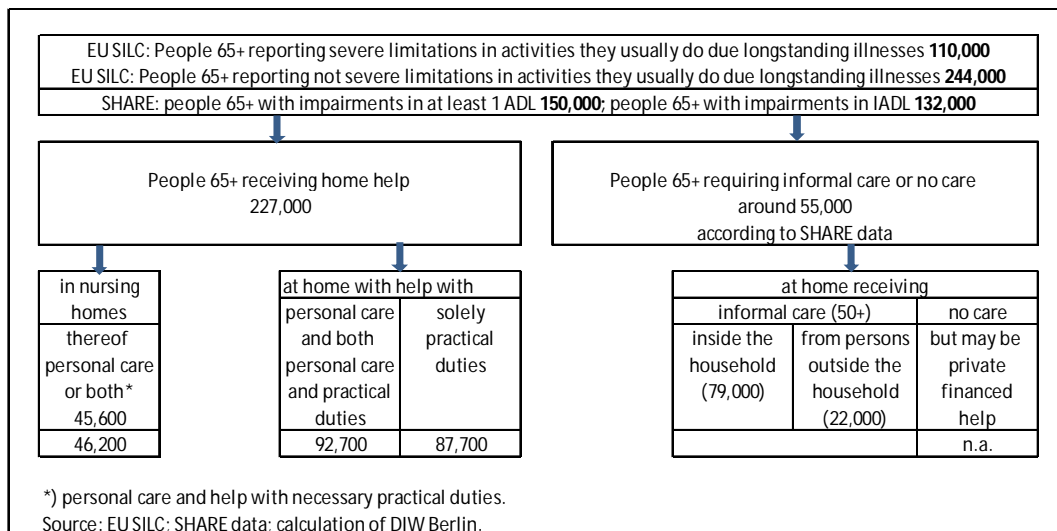 EU SILC: People 65+ reporting severe limitations in activities they usually do due longstanding illnesses 110,000
EU SILC: People 65+ reporting not severe limitations in activities they usually do due longstanding illnesses 244,000
SHARE: people 65+ with impairments in at least 1 ADL 150,000; people 65+ with impairments in IADL 132,000
People 65+ receiving home help
227,000
People 65+ requiring informal care or no care
around 55,000
according to SHARE data
in nursing
homes
thereof
personal care
or both*
45,600
46,200
at home with help with
personal care
and both
personal care
and practical
duties
92,700
solely
practical
duties
87,700
at home receiving
informal care (50+)
inside the
household
(79,000)
from persons
outside the
household
(22,000)
no care
but may be
private
financed
help
n.a.
*) personal care and help with necessary practical duties.
Source: EU SILC; SHARE data; calculation of DIW Berlin.